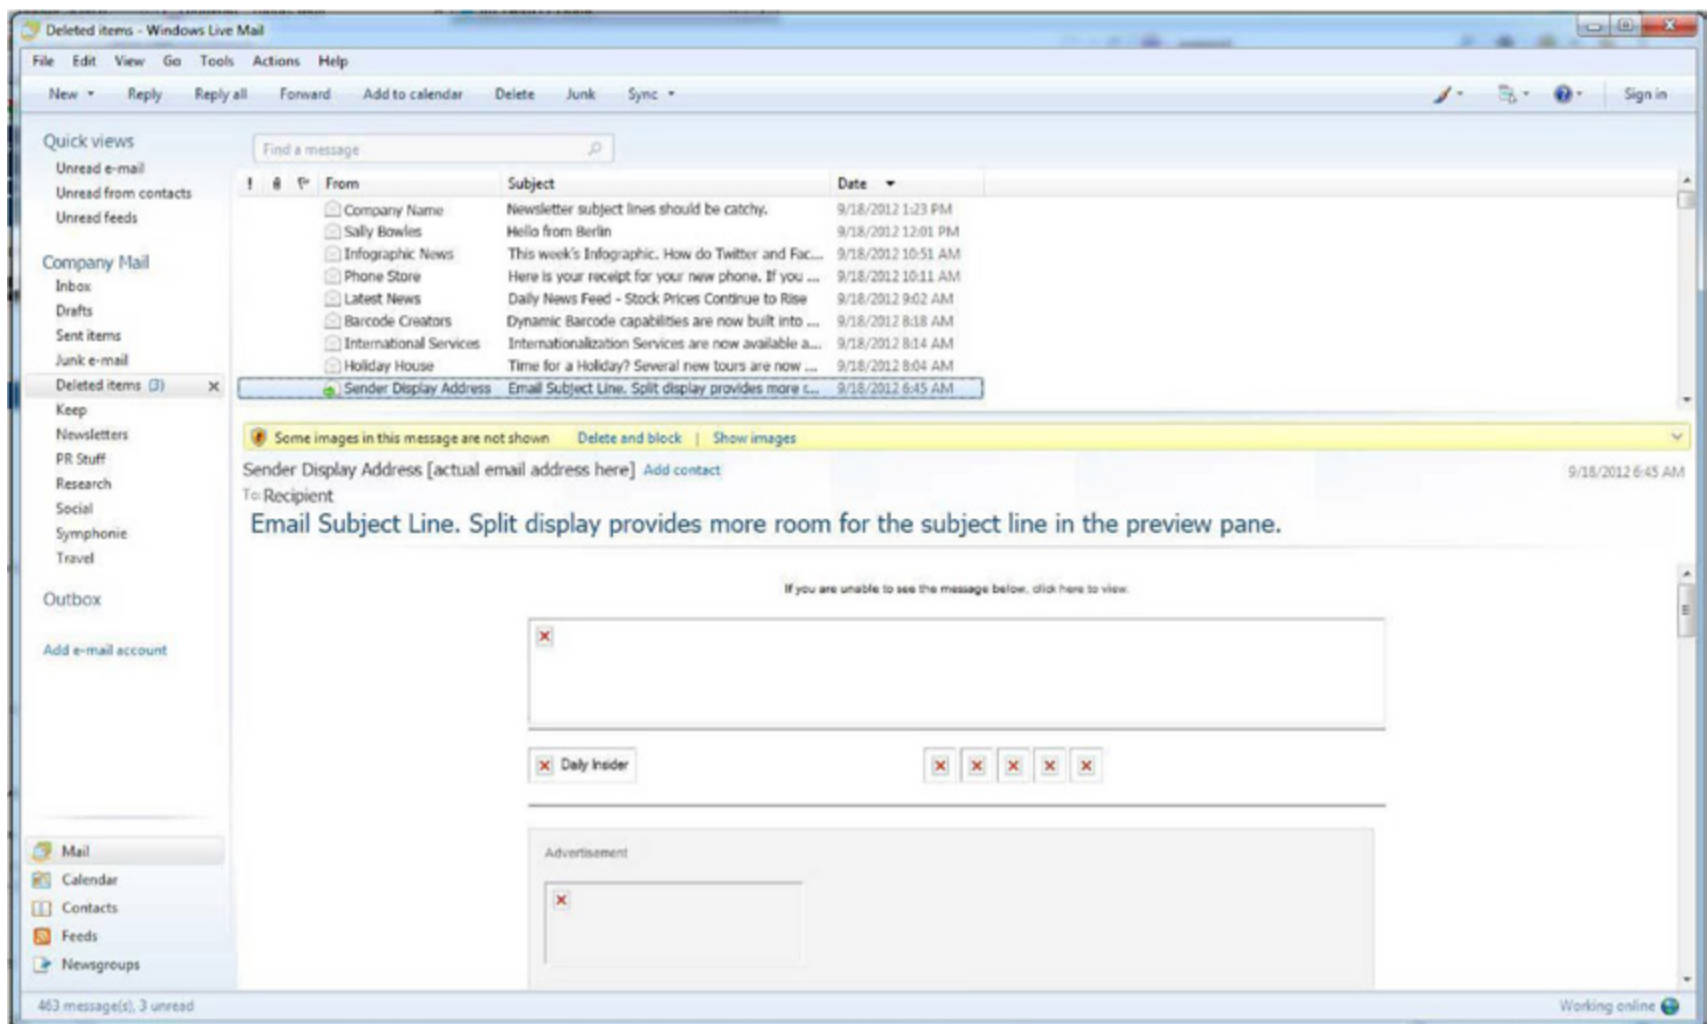 Deleted items - Windows Live Mail
File Edit View Go Tools Actions Help
New Reply Reply all Forward Add to calendar Delete Junk Sync Sign in
Quick views
Unread e-mail
Unread from contacts
Unread feeds
Company Mail
Inbox
Drafts
Sent items
Junk e-mail
Deleted items (3)
Keep
Newsletters
PR Stuff
Research
Social
Symphonie
Travel
Outbox
Add e-mail account
Mail
Calendar
Contacts
Feeds
Newsgroups
Find a message
! From Subject Date
Company Name Newsletter subject lines should be catchy. 9/18/2012 1:23 PM
Sally Bowles Hello from Berlin 9/18/2012 12:01 PM
Infographic News This week's Infographic. How do Twitter and Fac... 9/18/2012 10:51 AM
Phone Store Here is your receipt for your new phone. If you ... 9/18/2012 10:11 AM
Latest News Daily News Feed - Stock Prices Continue to Rise 9/18/2012 9:02 AM
Barcode Creators Dynamic Barcode capabilities are now built into ... 9/18/2012 8:18 AM
International Services Internationalization Services are now available a... 9/18/2012 8:14 AM
Holiday House Time for a Holiday? Several new tours are now ... 9/18/2012 8:04 AM
Sender Display Address Email Subject Line. Split display provides more r... 9/18/2012 6:45 AM
Some images in this message are not shown Delete and block | Show images
Sender Display Address [actual email address here] Add contact 9/18/2012 6:45 AM
To: Recipient
Email Subject Line. Split display provides more room for the subject line in the preview pane.
If you are unable to see the message below, click here to view.
Daily Insider
Advertisement
463 message(s), 3 unread Working online